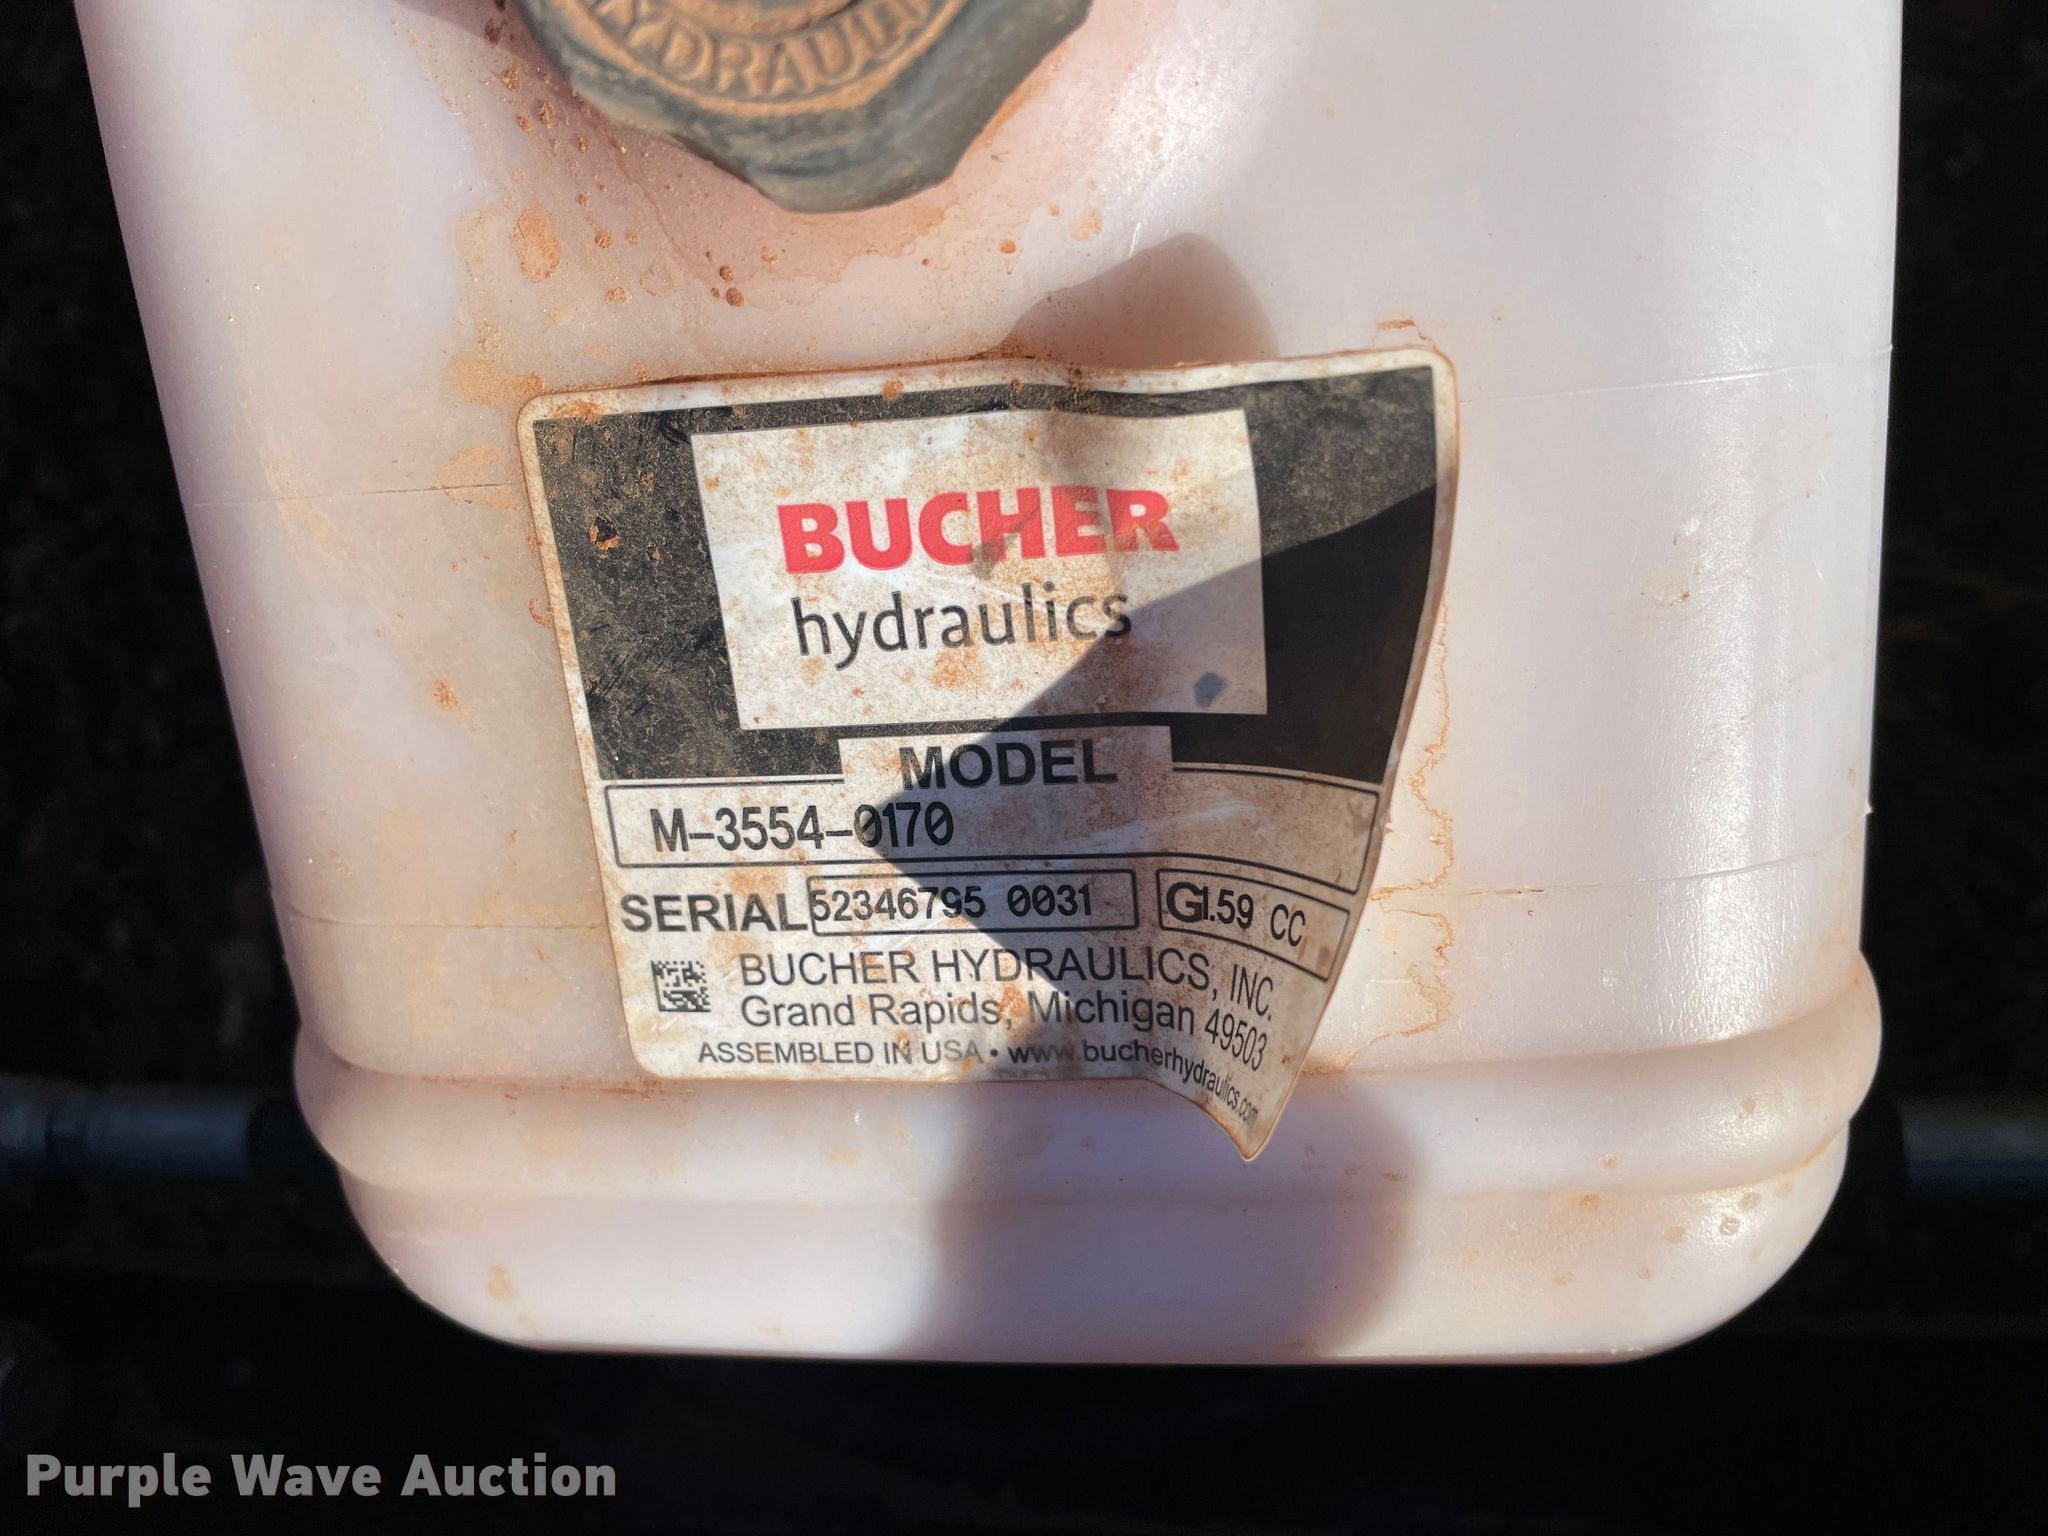 BUCHER
hydraulics
MODEL
M-3554-0170
SERIAL 52346795 0031 G1.59 CC
BUCHER HYDRAULICS, INC.
Grand Rapids, Michigan 49503
ASSEMBLED IN USA • www.bucherhydraulics.com
Purple Wave Auction